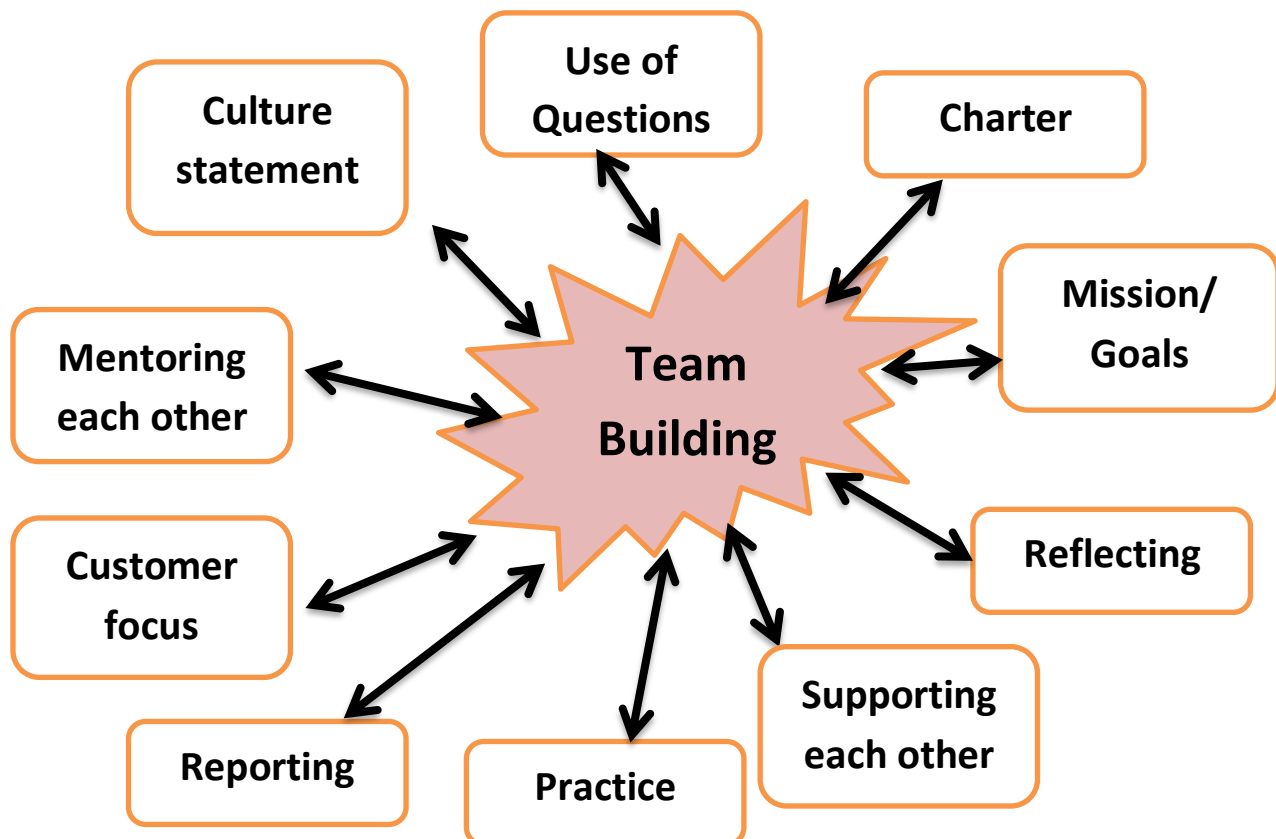 Use of
Questions
Culture
statement
Charter
Mission/
Goals
Mentoring
each other
Team
Building
Customer
focus
Reflecting
Supporting
each other
Reporting
Practice